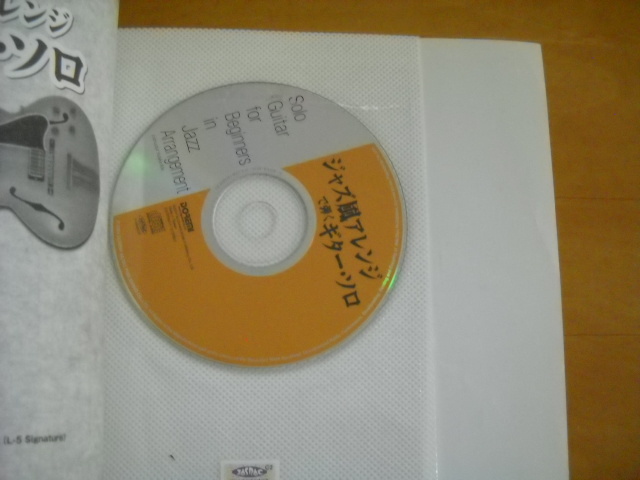 レンジ
・ソロ
Solo
Guitar
for
Beginners
in
Jazz
Arrangement
ジャズ風アレンジ
で弾くギター・ソロ
(L-5 Signature)